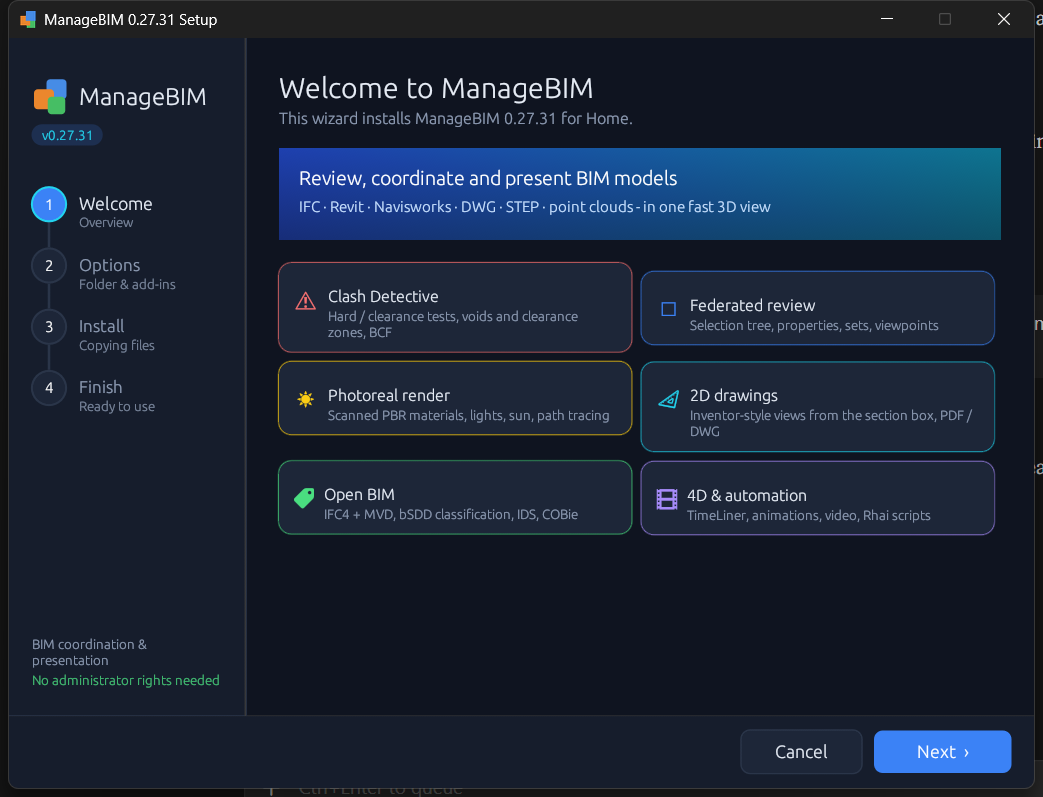 ManageBIM 0.27.31 Setup
ManageBIM
v0.27.31
1
Welcome
Overview
2
Options
Folder & add-ins
3
Install
Copying files
4
Finish
Ready to use
BIM coordination &
presentation
No administrator rights needed
Welcome to ManageBIM
This wizard installs ManageBIM 0.27.31 for Home.
Review, coordinate and present BIM models
IFC · Revit · Navisworks · DWG · STEP · point clouds - in one fast 3D view
Clash Detective
Hard / clearance tests, voids and clearance
zones, BCF
Federated review
Selection tree, properties, sets, viewpoints
Photoreal render
Scanned PBR materials, lights, sun, path tracing
2D drawings
Inventor-style views from the section box, PDF /
DWG
Open BIM
IFC4 + MVD, bSDD classification, IDS, COBie
4D & automation
TimeLiner, animations, video, Rhai scripts
Cancel
Next ›
Ctrl+Enter to queue